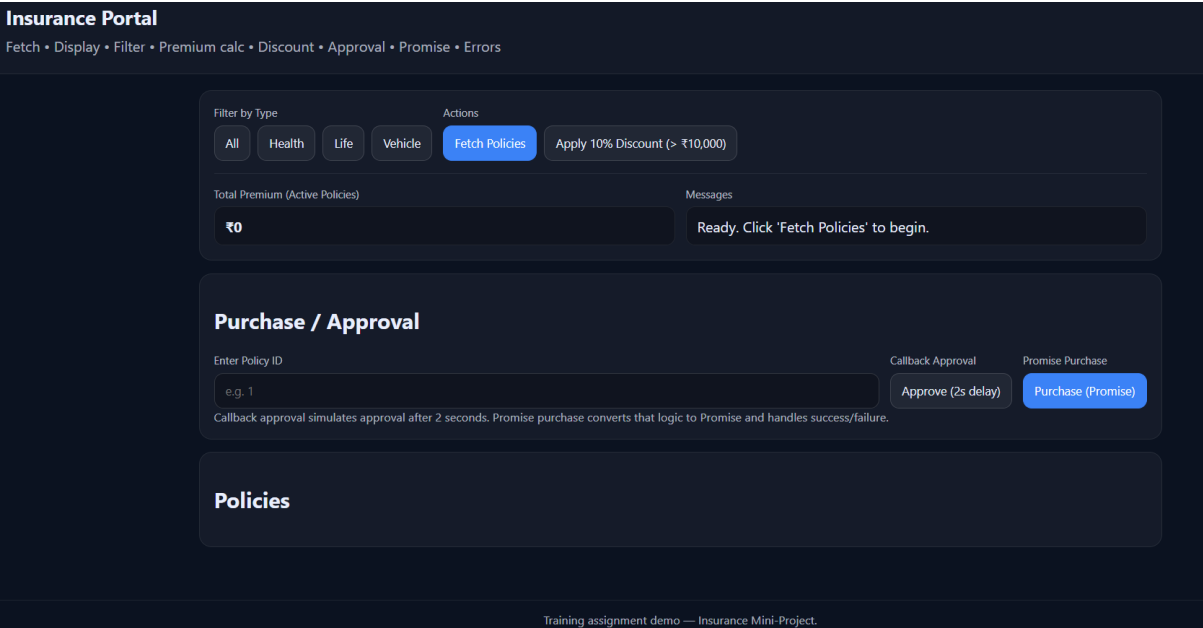 Insurance Portal
Fetch • Display • Filter • Premium calc • Discount • Approval • Promise • Errors
Filter by Type
Actions
All
Health
Life
Vehicle
Fetch Policies
Apply 10% Discount (> ₹10,000)
Total Premium (Active Policies)
Messages
₹0
Ready. Click 'Fetch Policies' to begin.
Purchase / Approval
Enter Policy ID
Callback Approval
Promise Purchase
e.g. 1
Approve (2s delay)
Purchase (Promise)
Callback approval simulates approval after 2 seconds. Promise purchase converts that logic to Promise and handles success/failure.
Policies
Training assignment demo — Insurance Mini-Project.